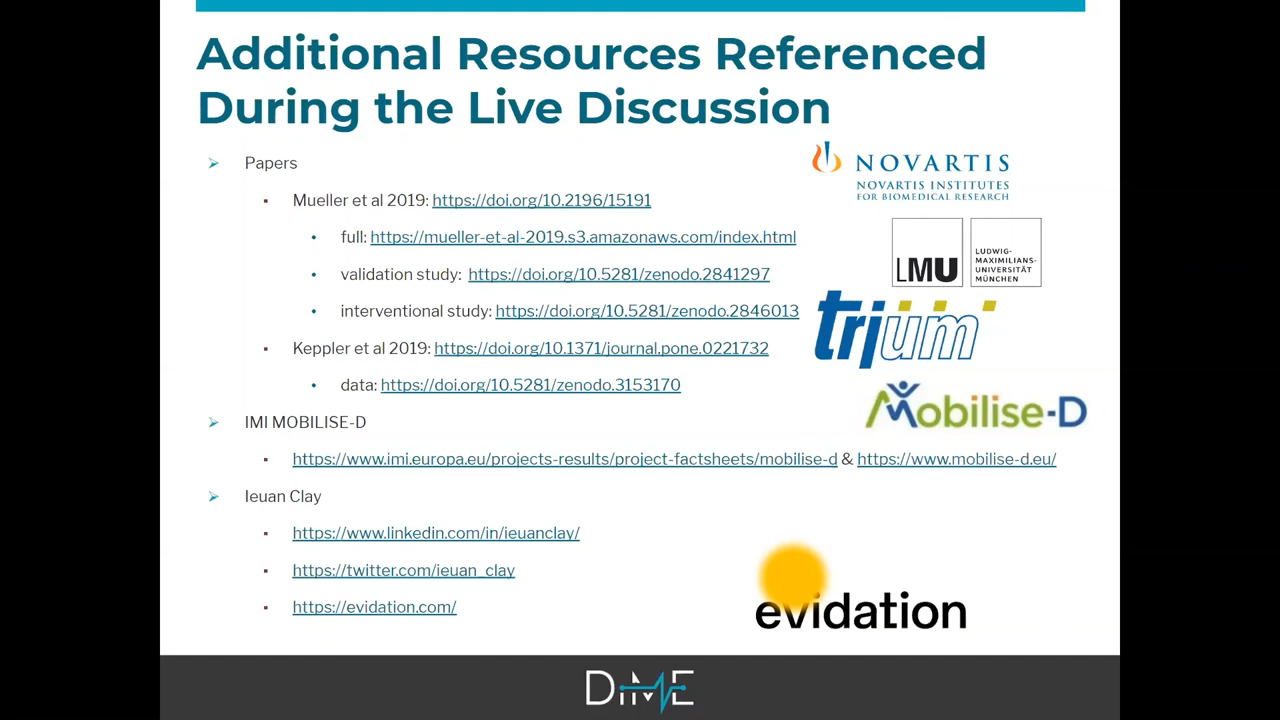 Additional Resources Referenced
During the Live Discussion
Papers
Mueller et al 2019: https://doi.org/10.2196/15191
full: https://mueller-et-al-2019.s3.amazonaws.com/index.html
validation study: https://doi.org/10.5281/zenodo.2841297
interventional study: https://doi.org/10.5281/zenodo.2846013
Keppler et al 2019: https://doi.org/10.1371/journal.pone.0221732
data: https://doi.org/10.5281/zenodo.3153170
IMI MOBILISE-D
https://www.imi.europa.eu/projects-results/project-factsheets/mobilise-d & https://www.mobilise-d.eu/
Ieuan Clay
https://www.linkedin.com/in/ieuanclay/
https://twitter.com/ieuan_clay
https://evidation.com/
NOVARTIS
NOVARTIS INSTITUTES
FOR BIOMEDICAL RESEARCH
LMU
LUDWIG-
MAXIMILIANS-
UNIVERSITÄT
MÜNCHEN
trium
Mobilise-D
evidation
DiME